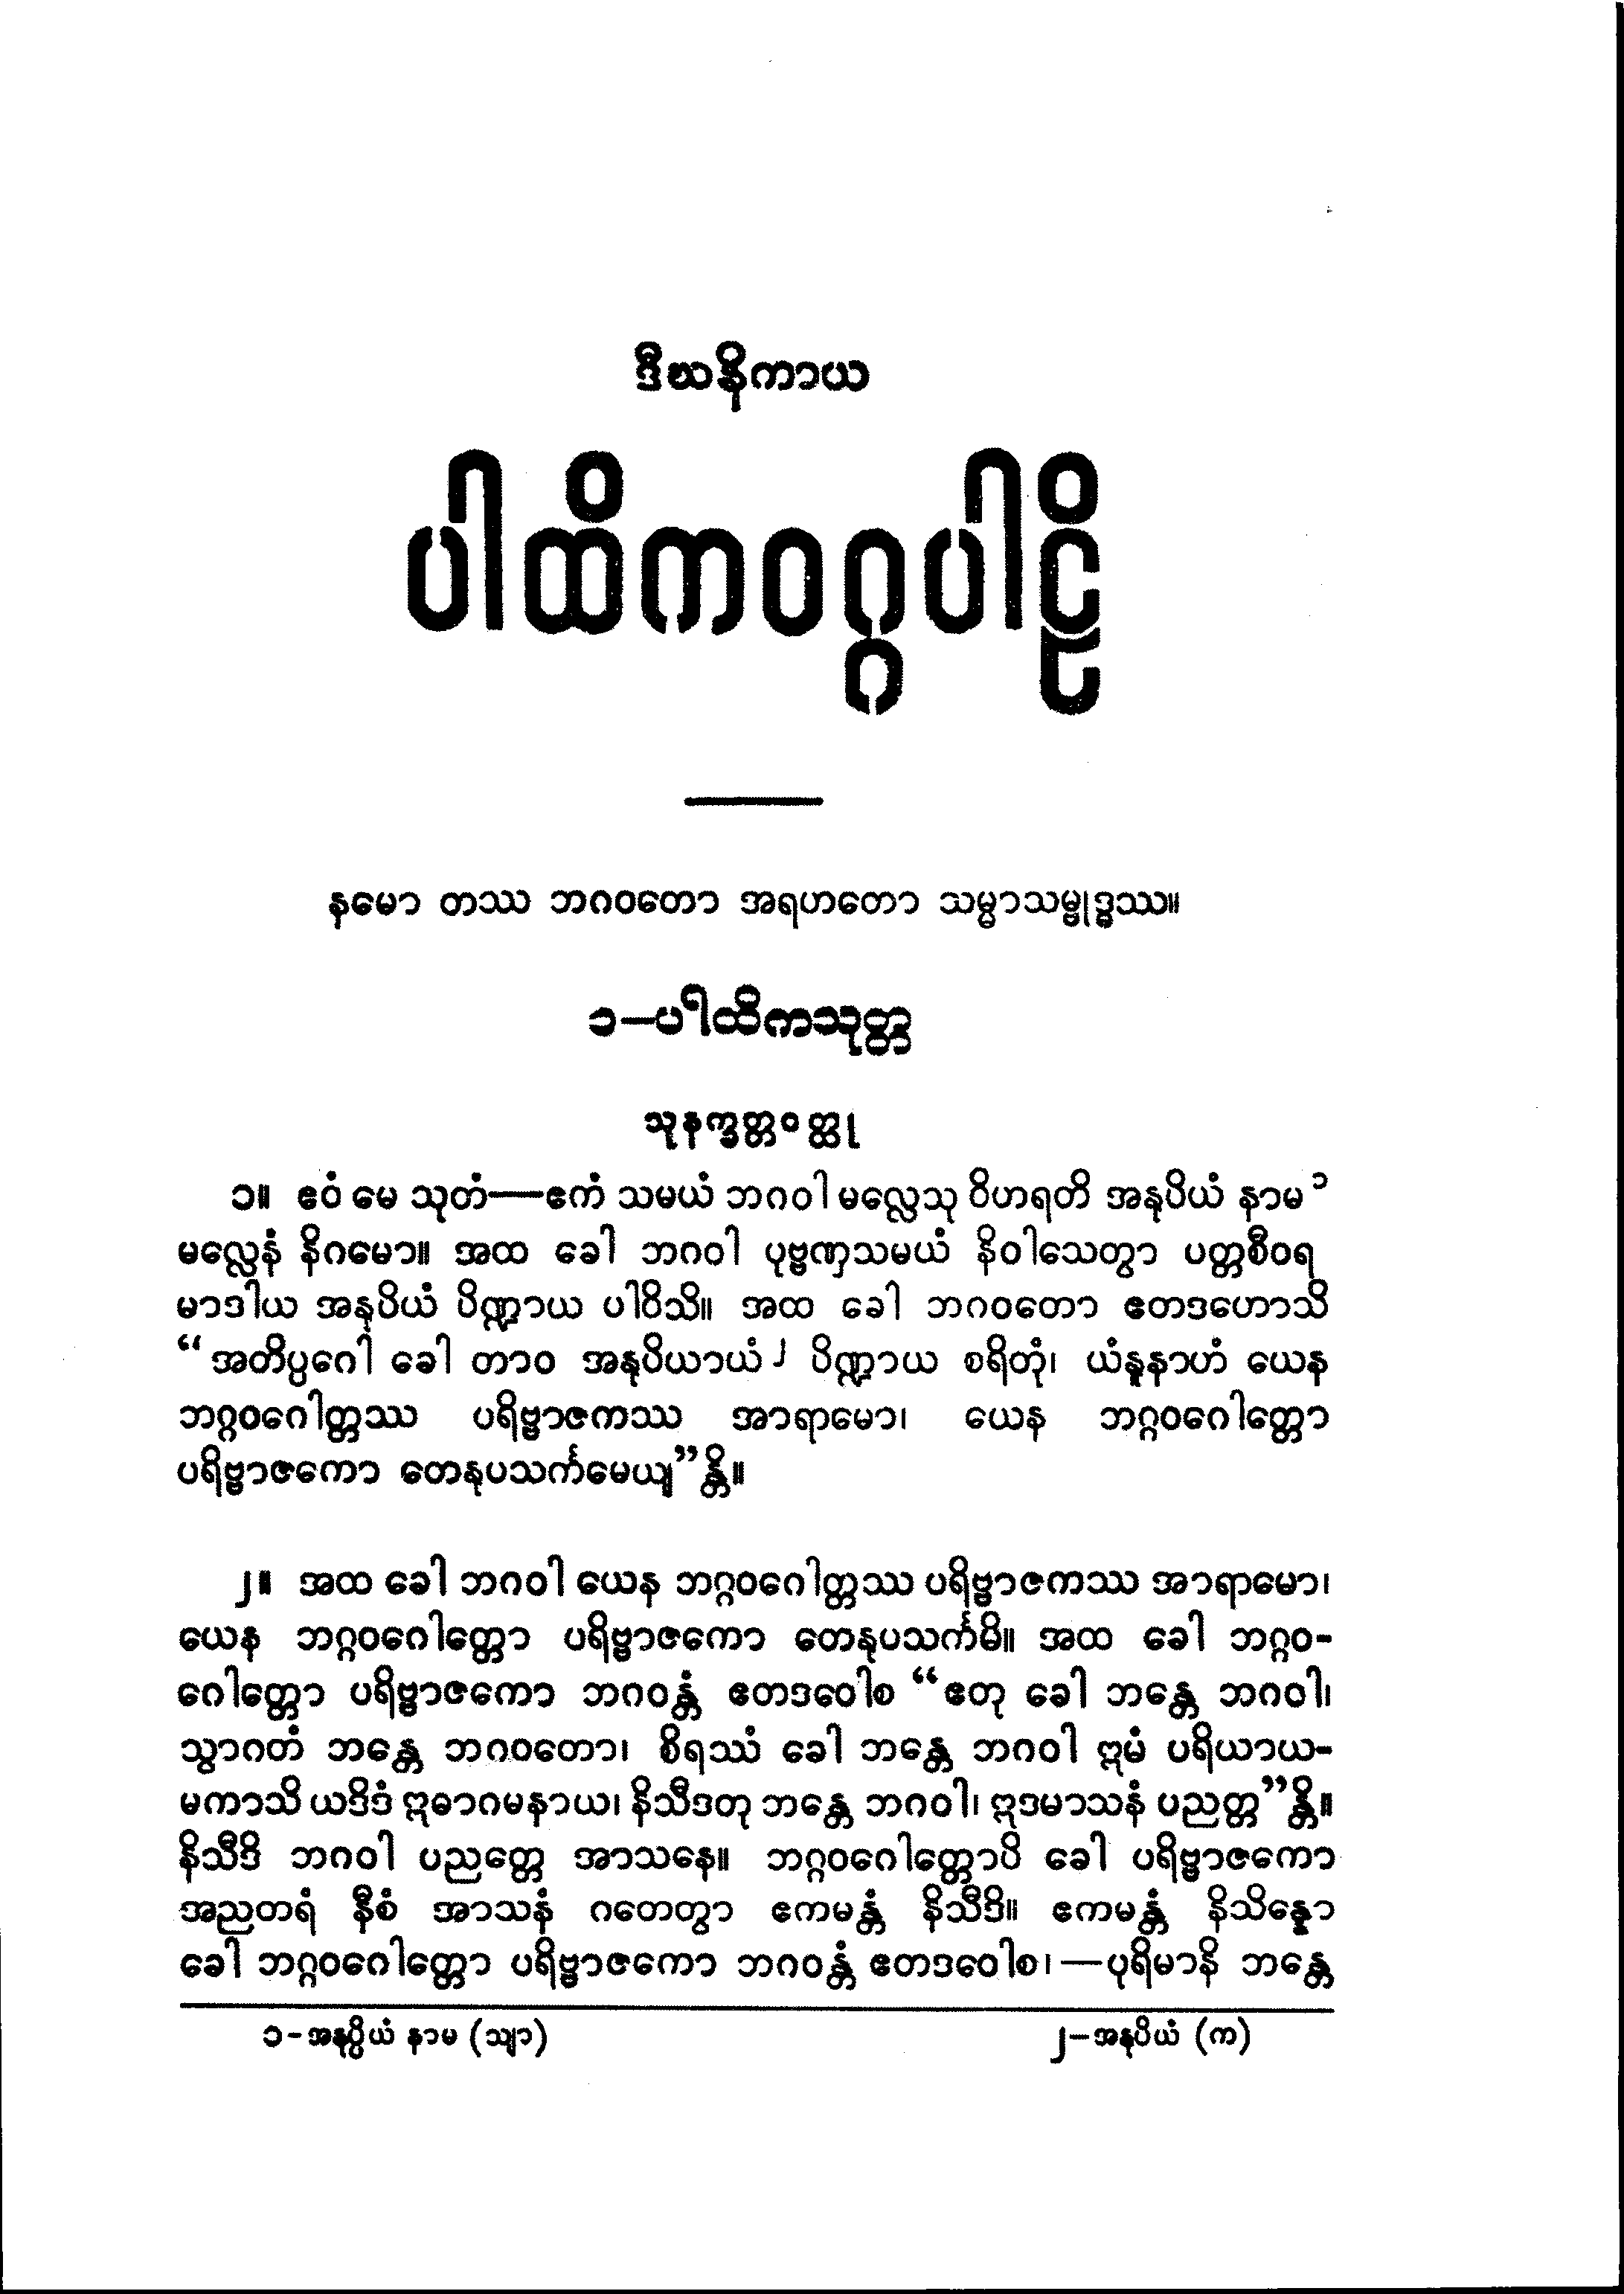 ဒီဃနိကာယ
ပါထိကဝဂ္ဂပါဠိ
နမော တဿ ဘဂဝတော အရဟတော သမ္မာသမ္ဗုဒ္ဓဿ။
၁–ပါထိကသုတ္တ
သုနက္ခတ္တဝတ္ထု
၁။ ဧဝံ မေ သုတံ—ဧကံ သမယံ ဘဂဝါ မလ္လေသု ဝိဟရတိ အနုပိယံ နာမ ၁
မလ္လေနံ နိဂမော။ အထ ခေါ ဘဂဝါ ပုဗ္ဗဏှသမယံ နိဝါသေတွာ ပတ္တစီဝရ
မာဒါယ အနုပိယံ ပိဏ္ဍာယ ပါဝိသိ။ အထ ခေါ ဘဂဝတော ဧတဒဟောသိ
“အတိပ္ပဂေါ ခေါ တာဝ အနုပိယာယံ ၂ ပိဏ္ဍာယ စရိတုံ၊ ယံနူနာဟံ ယေန
ဘဂ္ဂဝဂေါတ္တဿ ပရိဗ္ဗာဇကဿ အာရာမော၊ ယေန ဘဂ္ဂဝဂေါတ္တော
ပရိဗ္ဗာဇကော တေနုပသင်္ကမေယျ”န္တိ။
၂။ အထ ခေါ ဘဂဝါ ယေန ဘဂ္ဂဝဂေါတ္တဿ ပရိဗ္ဗာဇကဿ အာရာမော၊
ယေန ဘဂ္ဂဝဂေါတ္တော ပရိဗ္ဗာဇကော တေနုပသင်္ကမိ။ အထ ခေါ ဘဂ္ဂဝ-
ဂေါတ္တော ပရိဗ္ဗာဇကော ဘဂဝန္တံ ဧတဒဝေါစ “ဧတု ခေါ ဘန္တေ ဘဂဝါ၊
သွာဂတံ ဘန္တေ ဘဂဝတော၊ စိရဿံ ခေါ ဘန္တေ ဘဂဝါ ဣမံ ပရိယာယ-
မကာသိ ယဒိဒံ ဣဓာဂမနာယ၊ နိသီဒတု ဘန္တေ ဘဂဝါ၊ ဣဒမာသနံ ပညတ္တ”န္တိ။
နိသီဒိ ဘဂဝါ ပညတ္တေ အာသနေ။ ဘဂ္ဂဝဂေါတ္တောပိ ခေါ ပရိဗ္ဗာဇကော
အညတရံ နီစံ အာသနံ ဂတေတွာ ဧကမန္တံ နိသီဒိ။ ဧကမန္တံ နိသိန္နော
ခေါ ဘဂ္ဂဝဂေါတ္တော ပရိဗ္ဗာဇကော ဘဂဝန္တံ ဧတဒဝေါစ၊—ပုရိမာနိ ဘန္တေ
၁-အနုပ္ပိယံ နာမ (သျာ)
၂–အနုပိယံ (က)